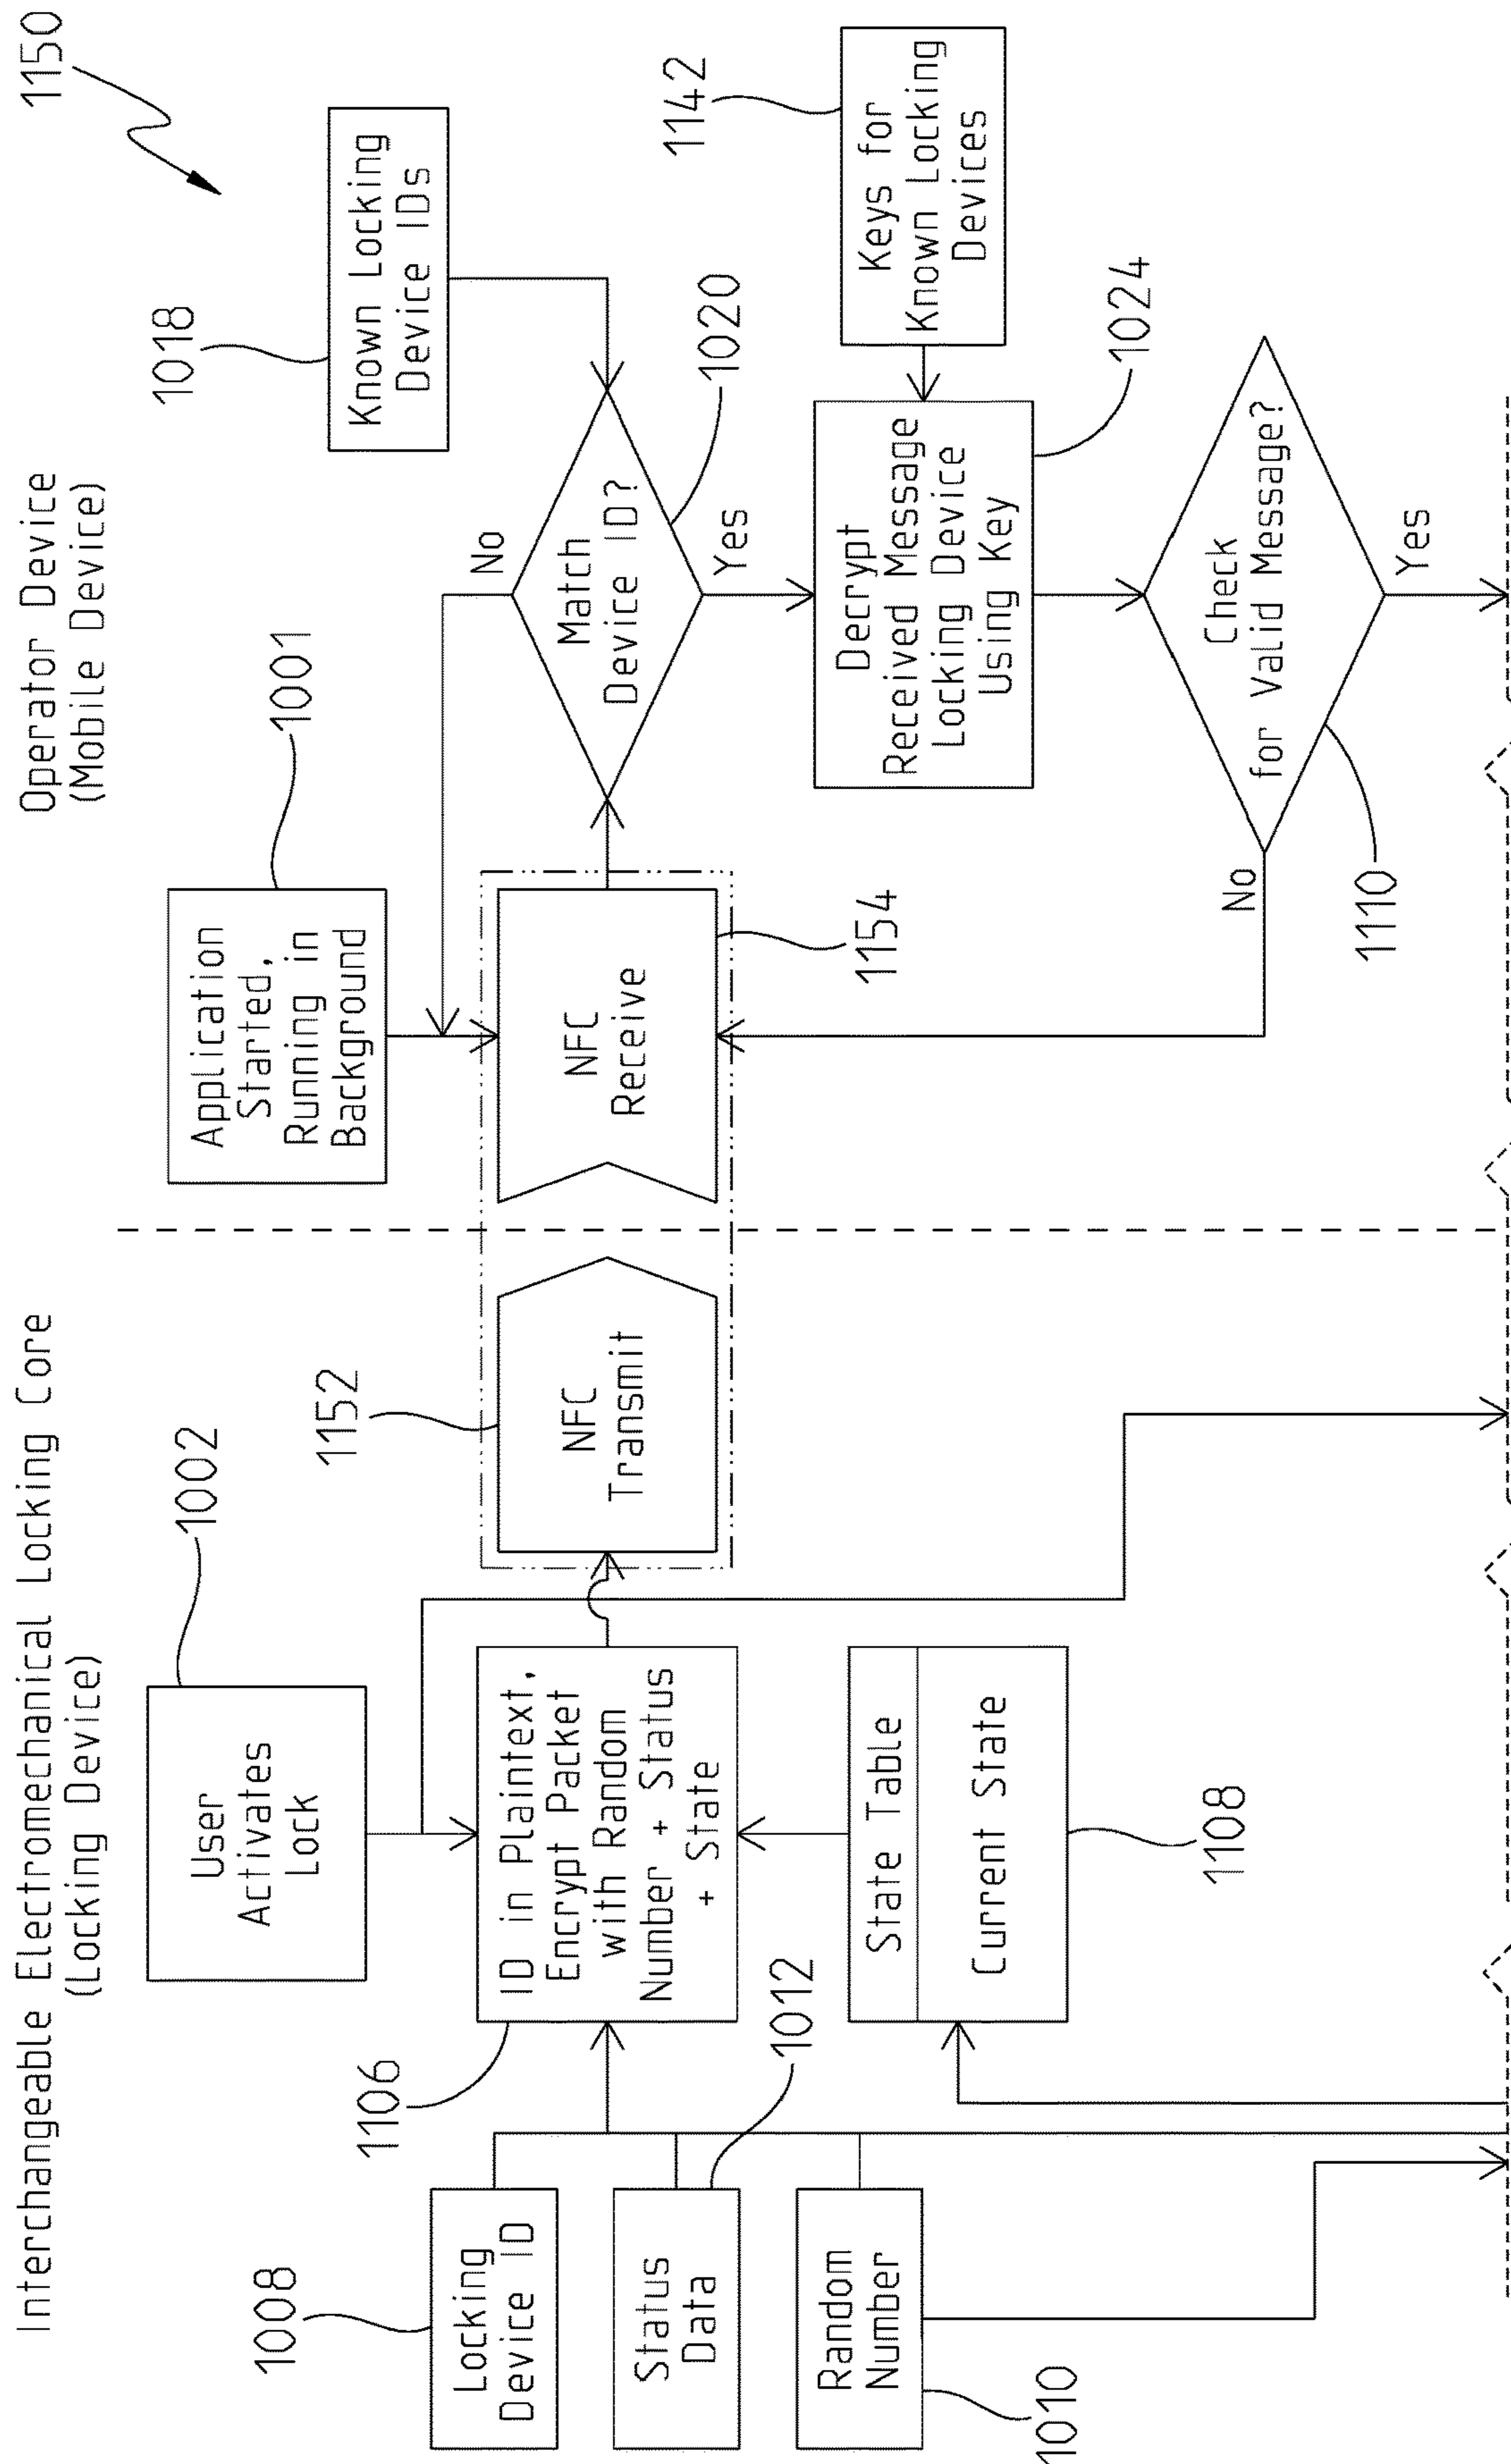 Interchangeable Electromechanical Locking Core
(Locking Device)
Operator Device
(Mobile Device)
1150
1002
User
Activates
Lock
1001
Application
Started,
Running in
Background
1018
Known Locking
Device IDs
1008
Locking
Device ID
1106
ID in Plaintext,
Encrypt Packet
with Random
Number + Status
+ State
1152
NFC
Transmit
NFC
Receive
1154
No
Match
Device ID?
1020
Yes
Status
Data
1012
Random
Number
1010
State Table
Current State
1108
1142
Keys for
Known Locking
Devices
Decrypt
Received Message
Locking Device
Using Key
1024
Check
for Valid Message?
No
1110
Yes